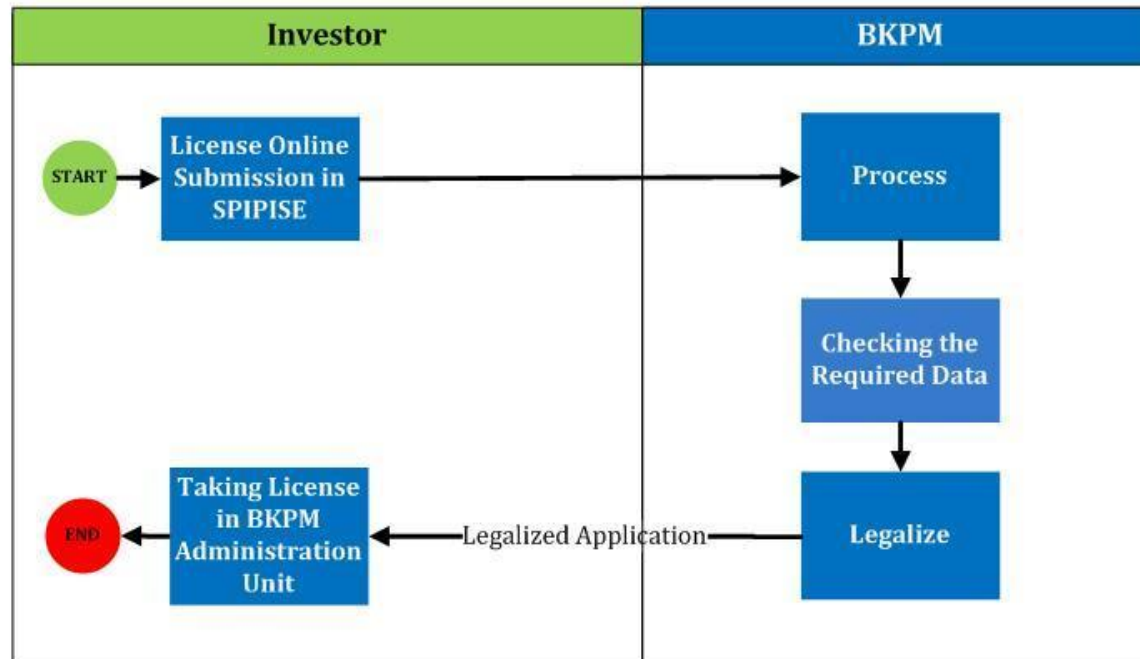 Investor
BKPM
START
License Online
Submission in
SPIPISE
Process
Checking the
Required Data
Legalize
Legalized Application
Taking License
in BKPM
Administration
Unit
END